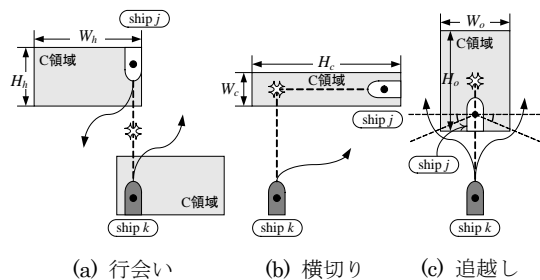 W_h
ship j
C領域
H_h
C領域
ship k
(a) 行会い
H_c
C領域
W_c
ship j
ship k
(b) 横切り
W_o
C領域
H_o
ship j
ship k
(c) 追越し